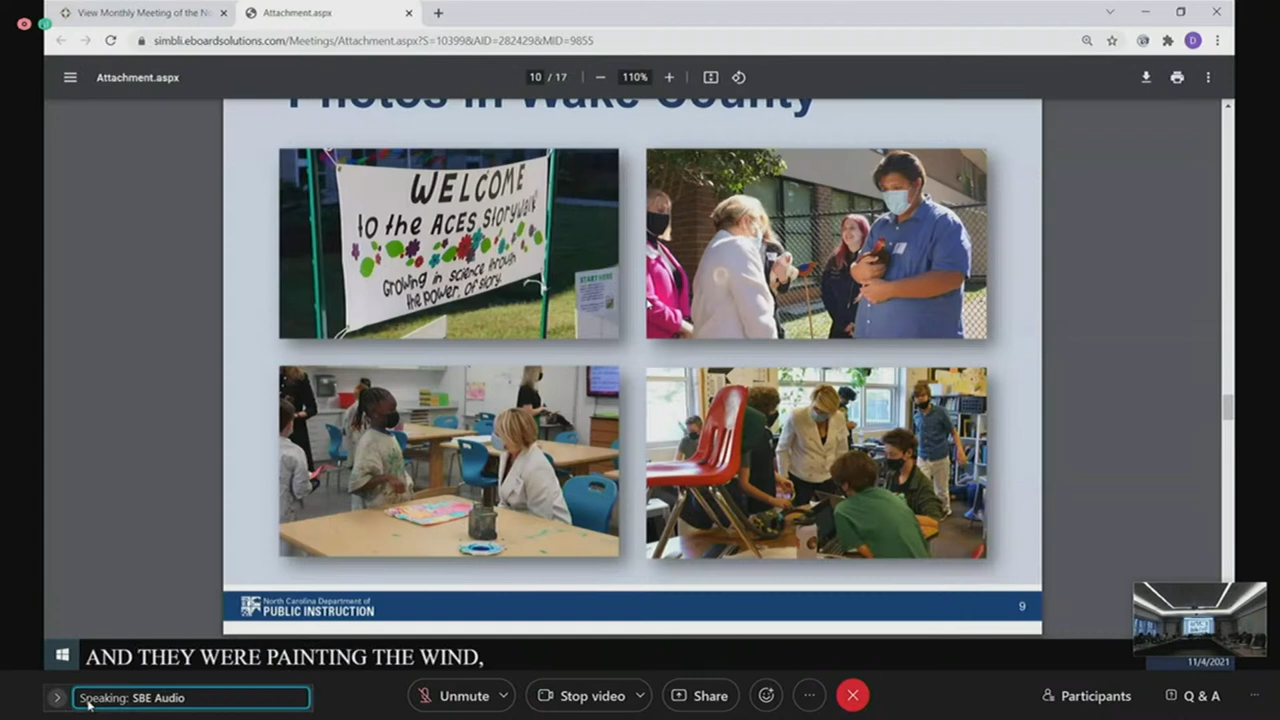 View Monthly Meeting of the No
Attachment.aspx
simbli.eboardsolutions.com/Meetings/Attachment.aspx?S=10399&AID=282429&MID=9855
D
Attachment.aspx
10 / 17
110%
Photos in Wake County
WELCOME
to the ACES Storywalk
Growing in science through
the power of story.
START HERE
North Carolina Department of
PUBLIC INSTRUCTION
9
AND THEY WERE PAINTING THE WIND,
11/4/2021
Speaking: SBE Audio
Unmute
Stop video
Share
Participants
Q & A